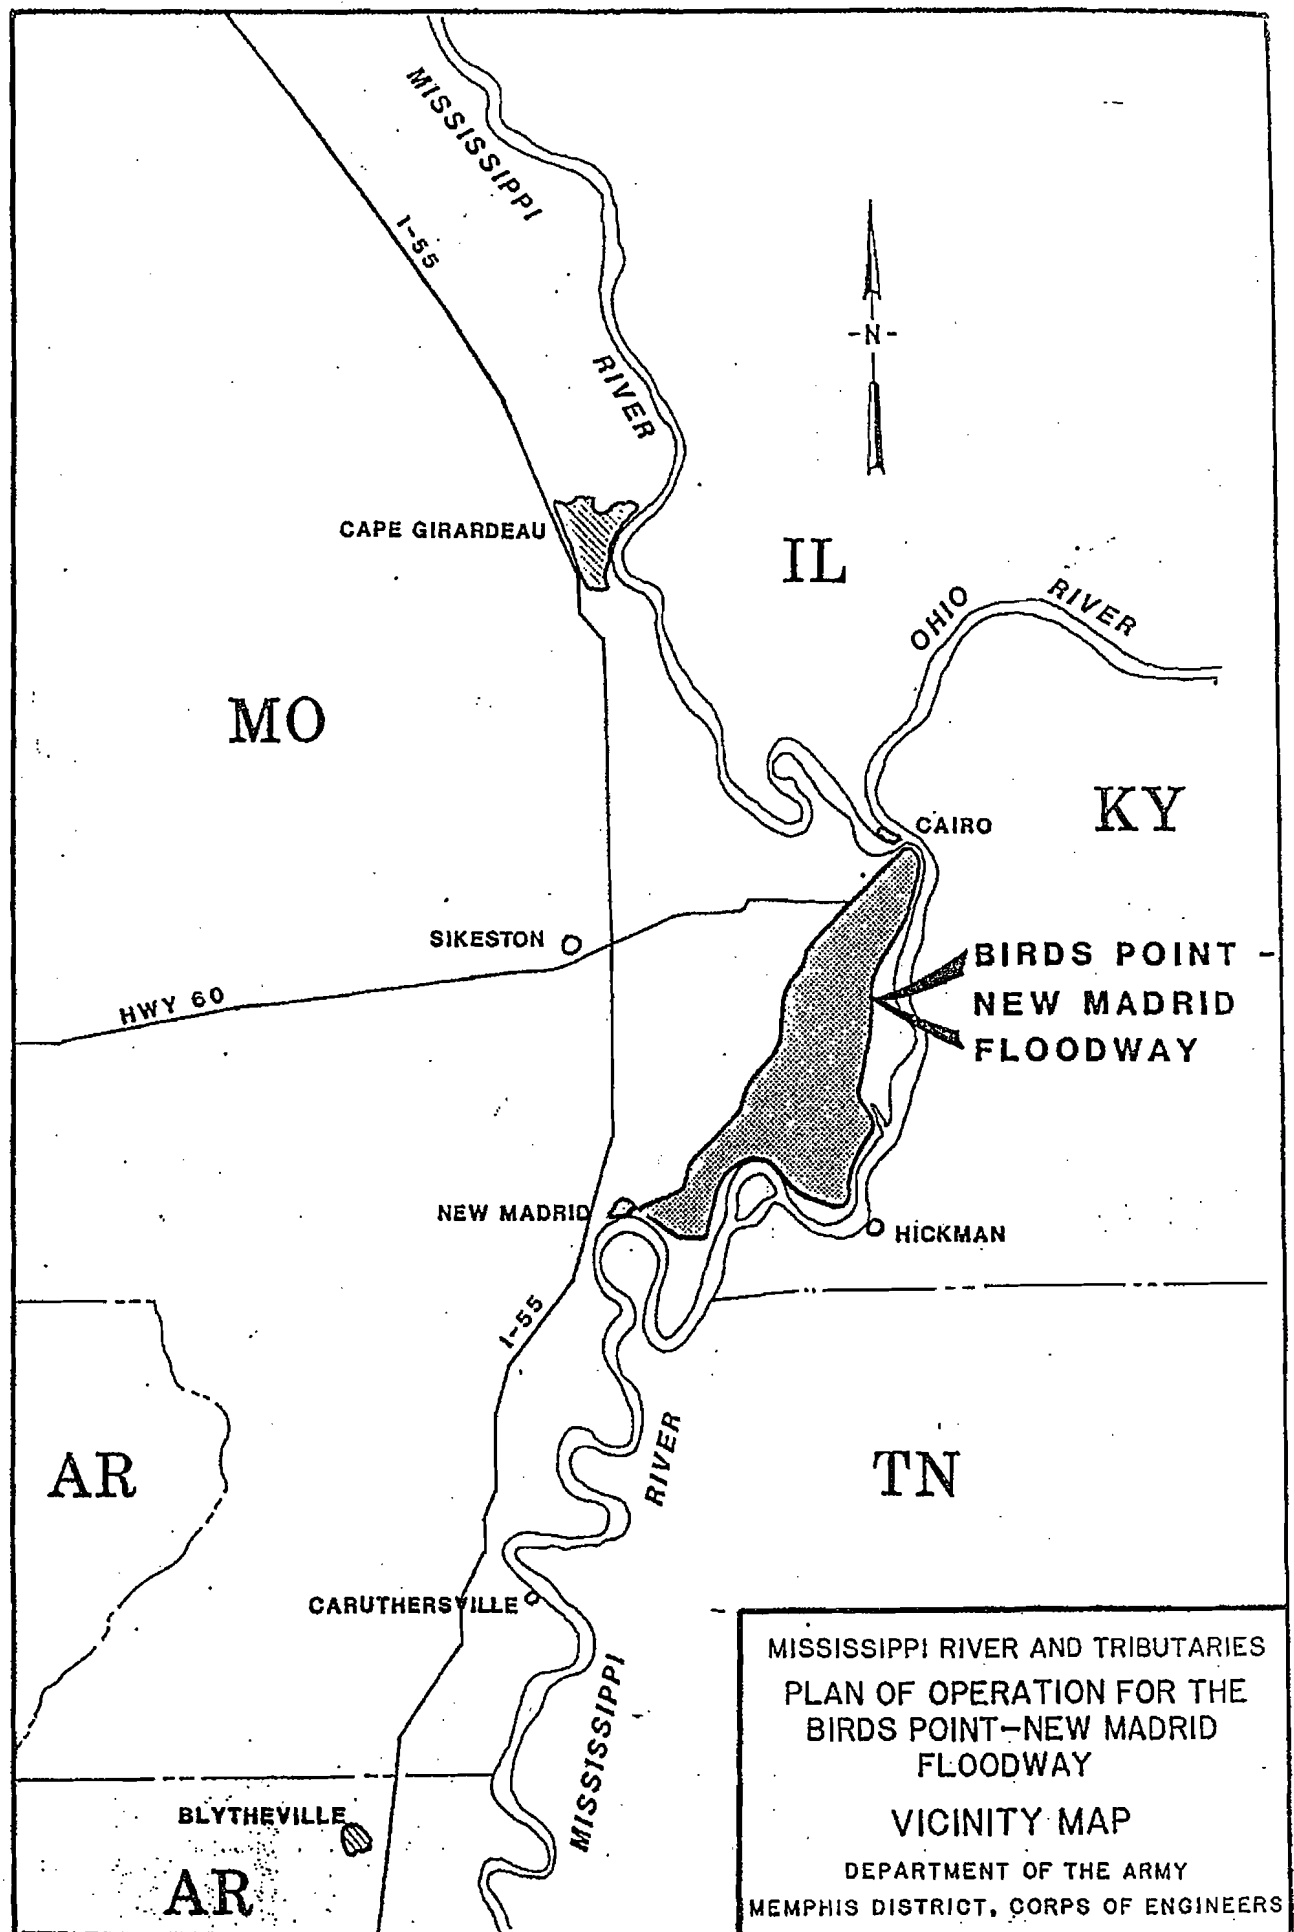 MISSISSIPPI
I-55
-N-
RIVER
CAPE GIRARDEAU
IL
OHIO
RIVER
MO
KY
CAIRO
SIKESTON
BIRDS POINT -
NEW MADRID
FLOODWAY
HWY 60
NEW MADRID
HICKMAN
I-55
AR
RIVER
TN
CARUTHERSVILLE
MISSISSIPPI
BLYTHEVILLE
AR
MISSISSIPPI RIVER AND TRIBUTARIES
PLAN OF OPERATION FOR THE
BIRDS POINT-NEW MADRID
FLOODWAY
VICINITY MAP
DEPARTMENT OF THE ARMY
MEMPHIS DISTRICT, CORPS OF ENGINEERS